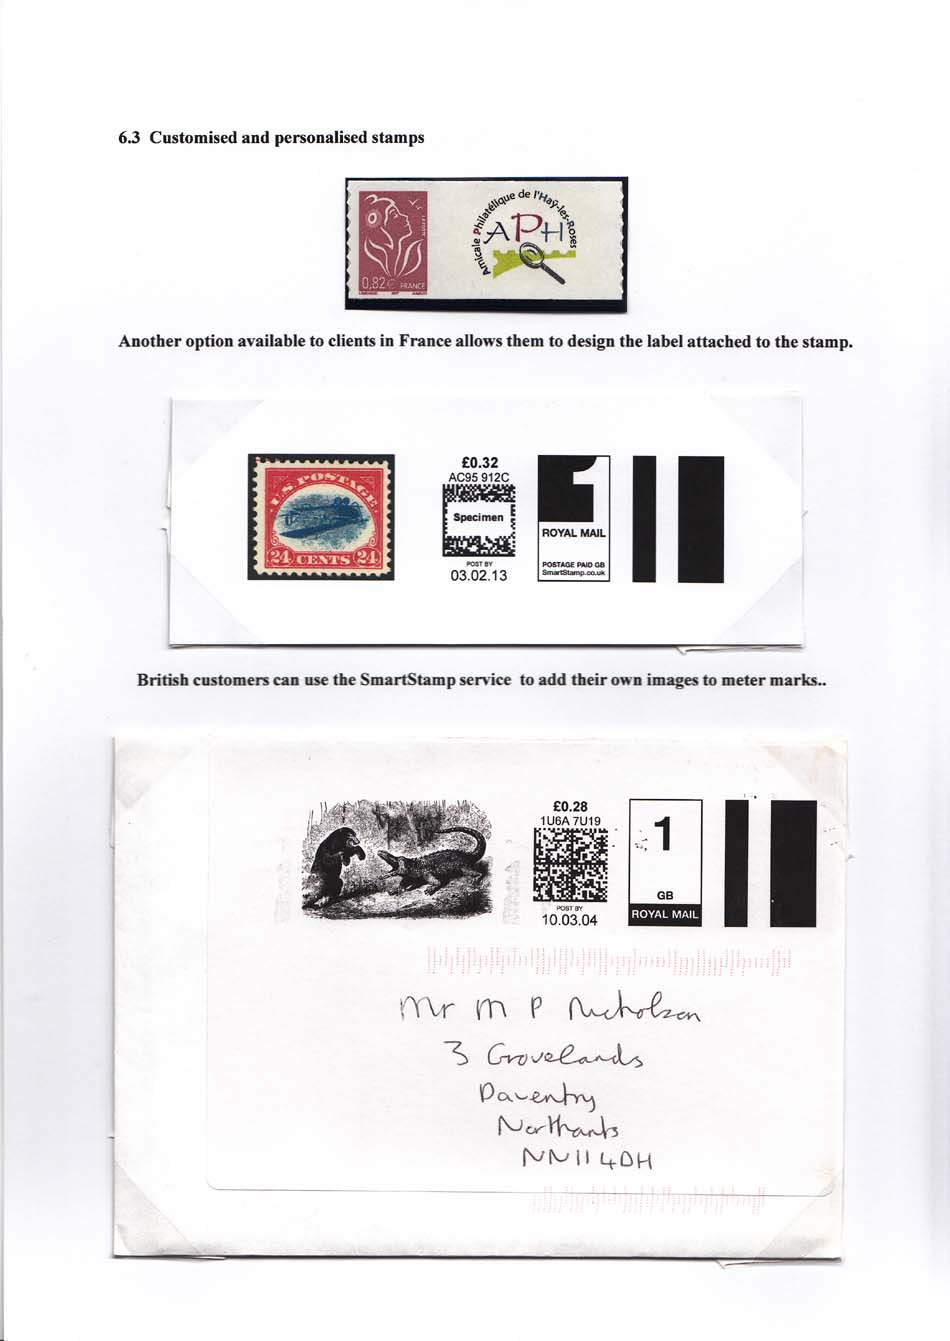 6.3 Customised and personalised stamps
Amicale Philatélique de l'Haÿ-les-Roses
APH
LA POSTE
0,82€ FRANCE
Another option available to clients in France allows them to design the label attached to the stamp.
U.S. POSTAGE
24 CENTS 24
£0.32
AC95 912C
Specimen
POST BY
03.02.13
1
ROYAL MAIL
POSTAGE PAID GB
SmartStamp.co.uk
British customers can use the SmartStamp service to add their own images to meter marks..
£0.28
1U6A 7U19
POST BY
10.03.04
1
GB
ROYAL MAIL
Mr M P Nicholson
3 Grovelands
Daventry
Northants
NN11 4DH